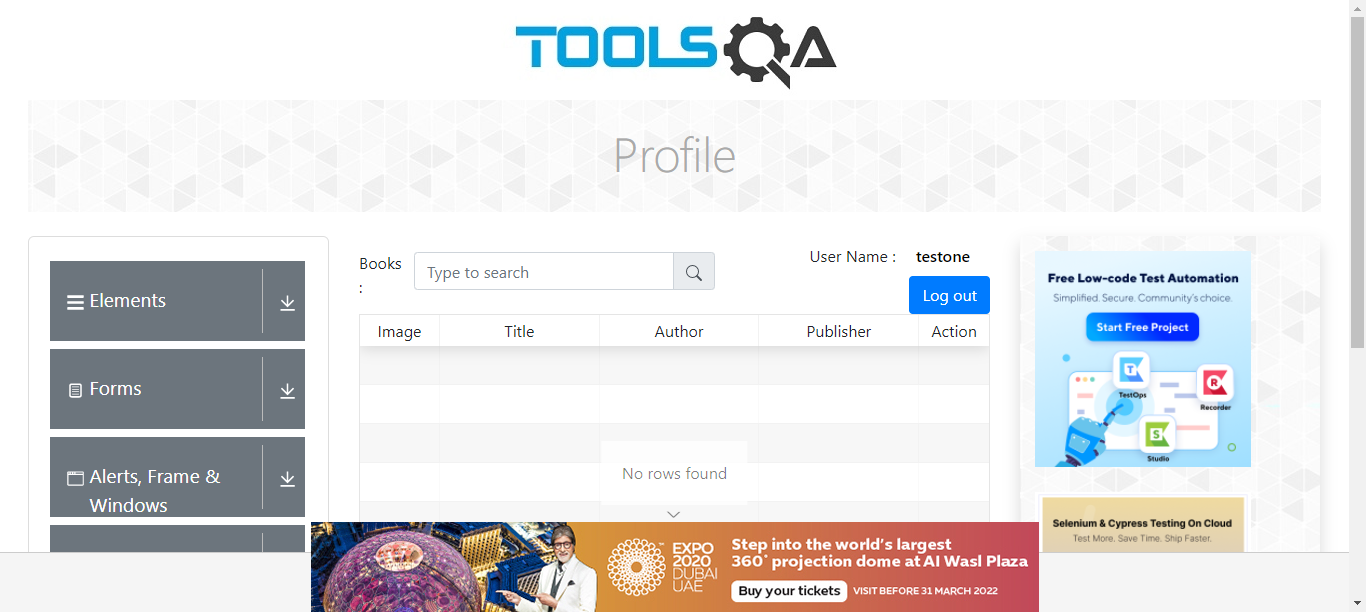 TOOLSQA
Profile
Elements
Forms
Alerts, Frame &
Windows
Books
:
Type to search
User Name :
testone
Log out
Image
Title
Author
Publisher
Action
No rows found
Free Low-code Test Automation
Simplified. Secure. Community's choice.
Start Free Project
TestOps
Recorder
Studio
Selenium & Cypress Testing On Cloud
Test More. Save Time. Ship Faster.
EXPO
2020
DUBAI
UAE
Step into the world's largest
360° projection dome at Al Wasl Plaza
Buy your tickets
VISIT BEFORE 31 MARCH 2022